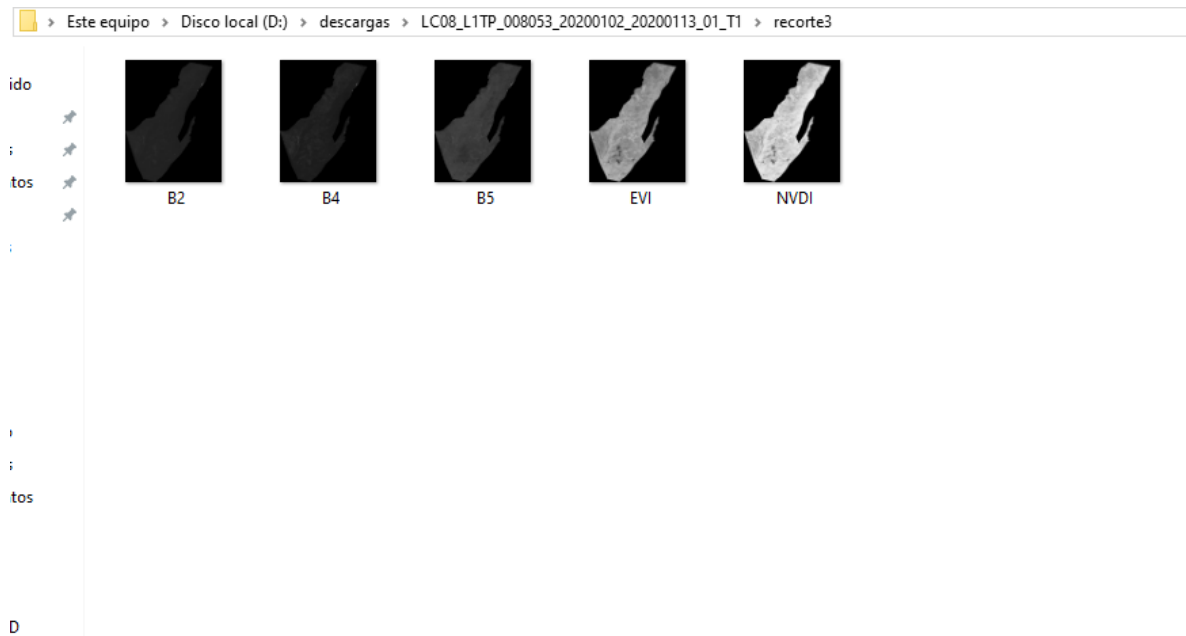 Este equipo > Disco local (D:) > descargas > LC08_L1TP_008053_20200102_20200113_01_T1 > recorte3
ido
tos
B2 B4 B5 EVI NVDI
tos
D